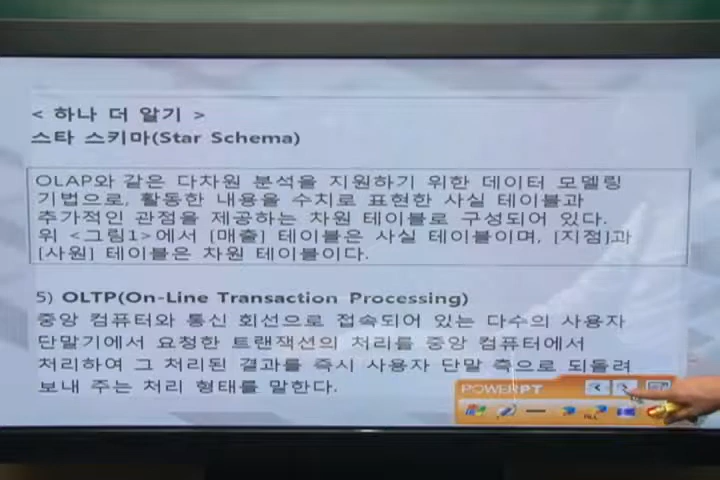 < 하나 더 알기 >
스타 스키마(Star Schema)
OLAP와 같은 다차원 분석을 지원하기 위한 데이터 모델링
기법으로, 활동한 내용을 수치로 표현한 사실 테이블과
추가적인 관점을 제공하는 차원 테이블로 구성되어 있다.
위 <그림1>에서 [매출] 테이블은 사실 테이블이며, [지점]과
[사원] 테이블은 차원 테이블이다.
5) OLTP(On-Line Transaction Processing)
중앙 컴퓨터와 통신 회선으로 접속되어 있는 다수의 사용자
단말기에서 요청한 트랜잭션의 처리를 중앙 컴퓨터에서
처리하여 그 처리된 결과를 즉시 사용자 단말 측으로 되돌려
보내 주는 처리 형태를 말한다.
POWERPT